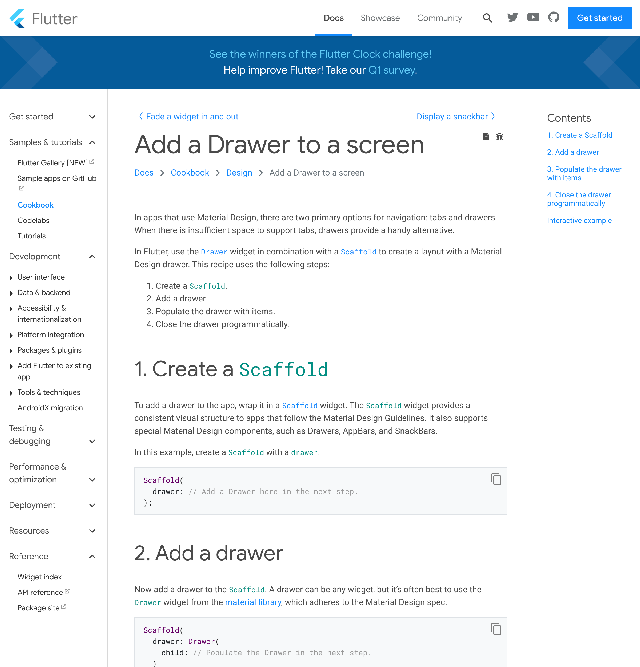 Flutter
Docs
Showcase
Community
Get started
See the winners of the Flutter Clock challenge!
Help improve Flutter! Take our Q1 survey.
Get started
Samples & tutorials
Flutter Gallery [NEW
Sample apps on GitHub
Cookbook
Codelabs
Tutorials
Development
User interface
Data & backend
Accessibility &
internationalization
Platform integration
Packages & plugins
Add Flutter to existing
app
Tools & techniques
AndroidX migration
Testing &
debugging
Performance &
optimization
Deployment
Resources
Reference
Widget index
API reference
Package site
Fade a widget in and out
Display a snackbar
Add a Drawer to a screen
Docs > Cookbook > Design > Add a Drawer to a screen
In apps that use Material Design, there are two primary options for navigation: tabs and drawers.
When there is insufficient space to support tabs, drawers provide a handy alternative.
In Flutter, use the Drawer widget in combination with a Scaffold to create a layout with a Material
Design drawer. This recipe uses the following steps:
1. Create a Scaffold.
2. Add a drawer.
3. Populate the drawer with items.
4. Close the drawer programmatically.
1. Create a Scaffold
To add a drawer to the app, wrap it in a Scaffold widget. The Scaffold widget provides a
consistent visual structure to apps that follow the Material Design Guidelines. It also supports
special Material Design components, such as Drawers, AppBars, and SnackBars.
In this example, create a Scaffold with a drawer:
Scaffold(
drawer: // Add a Drawer here in the next step.
);
2. Add a drawer
Now add a drawer to the Scaffold. A drawer can be any widget, but it's often best to use the
Drawer widget from the material library, which adheres to the Material Design spec.
Scaffold(
drawer: Drawer(
child: // Populate the Drawer in the next step.
)
Contents
1. Create a Scaffold
2. Add a drawer
3. Populate the drawer
with items
4. Close the drawer
programmatically
Interactive example